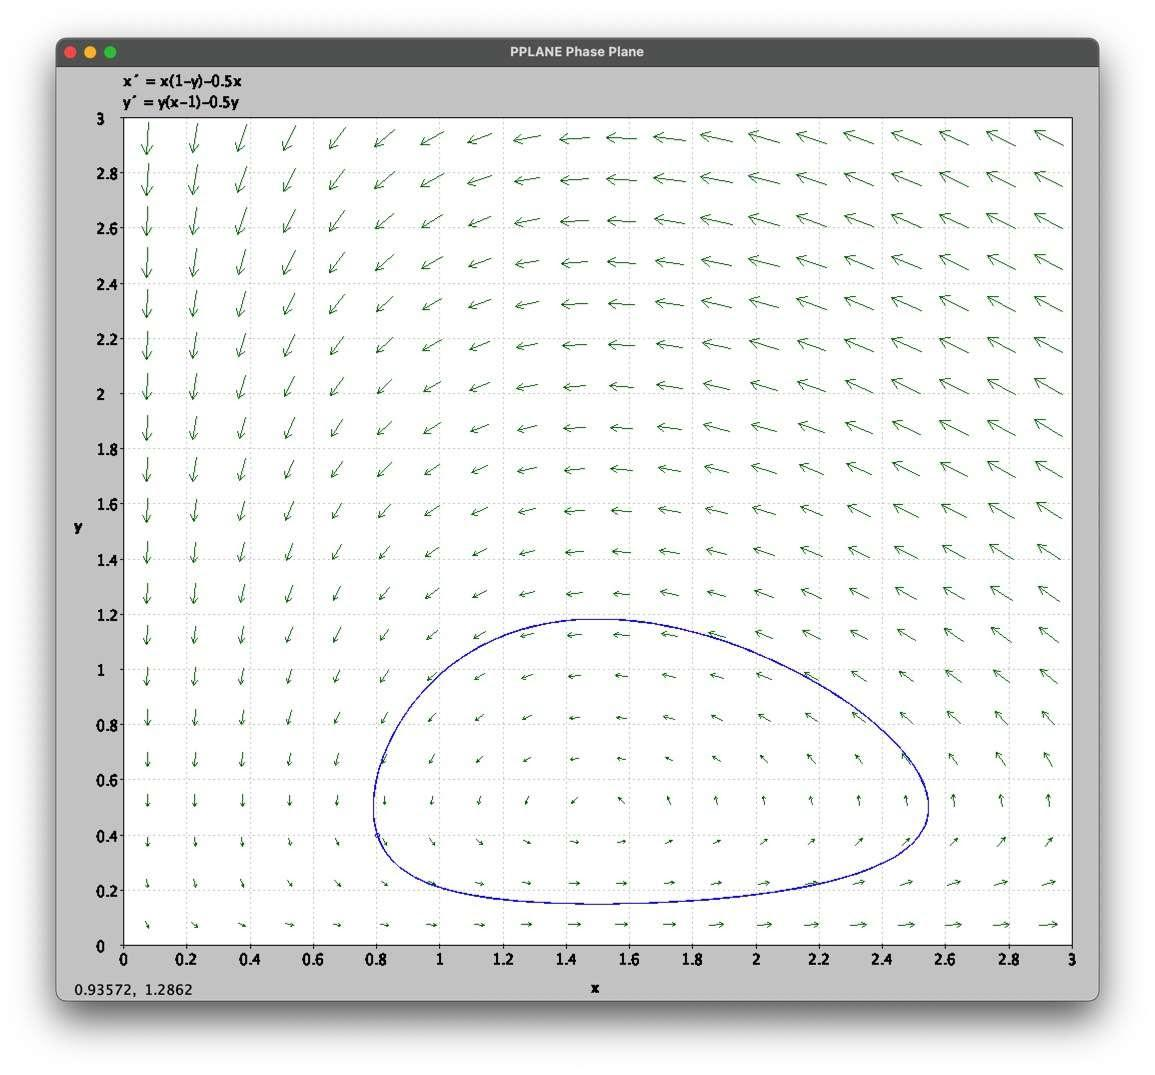 PPLANE Phase Plane
x´ = x(1-y)-0.5x
y´ = y(x-1)-0.5y
3
2.8
2.6
2.4
2.2
2
1.8
1.6
y
1.4
1.2
1
0.8
0.6
0.4
0.2
0
0 0.2 0.4 0.6 0.8 1 1.2 1.4 1.6 1.8 2 2.2 2.4 2.6 2.8 3
x
0.93572, 1.2862